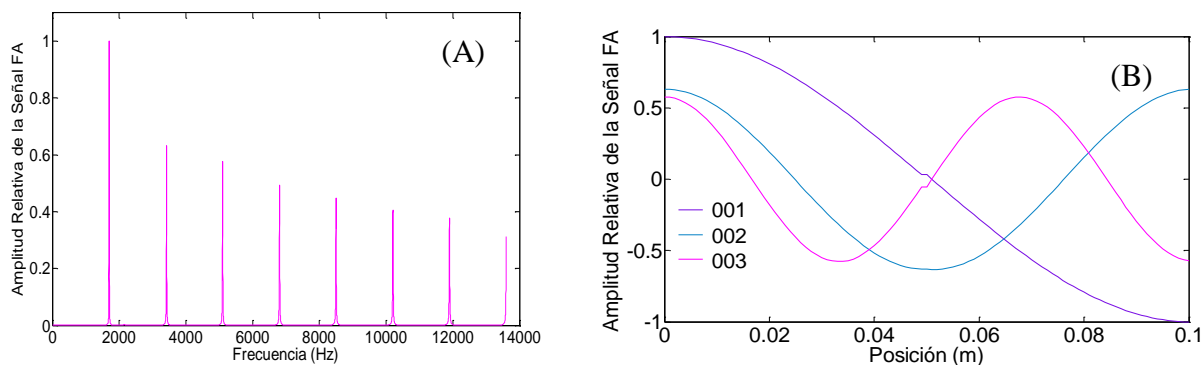 (A)
Amplitud Relativa de la Señal FA
1
0.8
0.6
0.4
0.2
0
0 2000 4000 6000 8000 10000 12000 14000
Frecuencia (Hz)
(B)
Amplitud Relativa de la Señal FA
1
0.5
0
-0.5
-1
001
002
003
0 0.02 0.04 0.06 0.08 0.1
Posición (m)